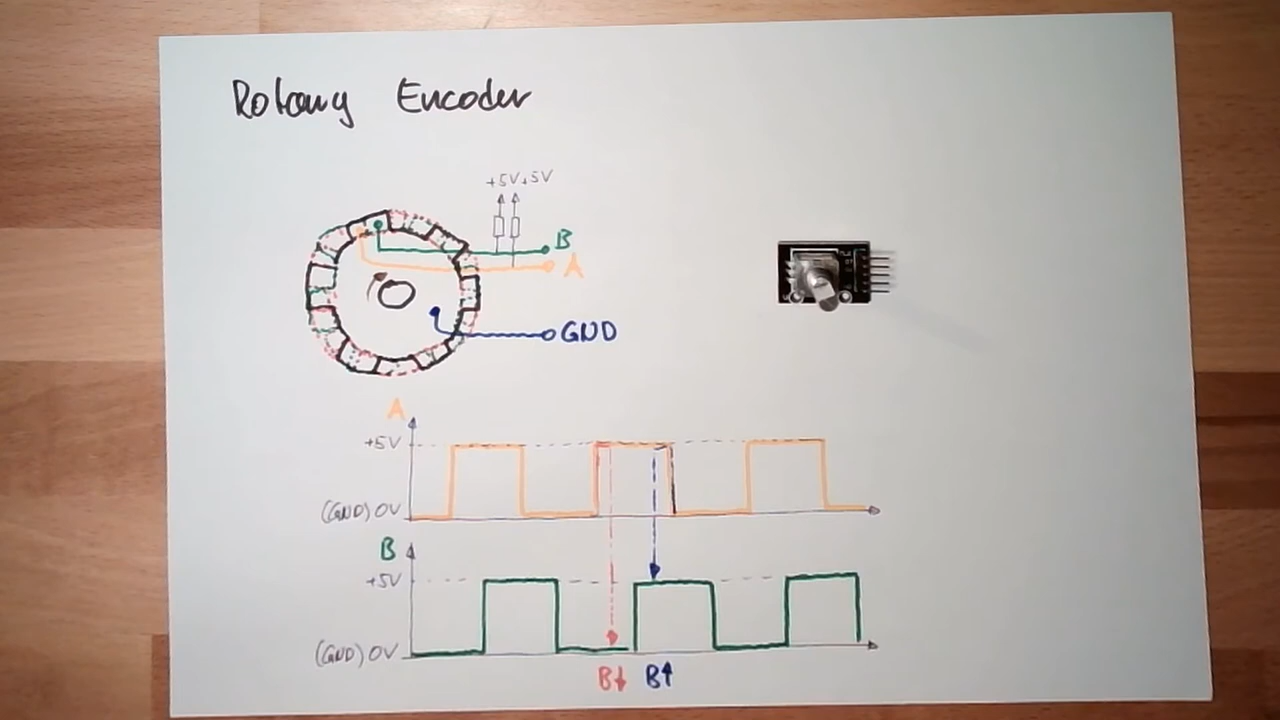 Rotary Encoder
+5V +5V
B
A
GND
A
+5V
(GND) 0V
B
+5V
(GND) 0V
B↓ B↑